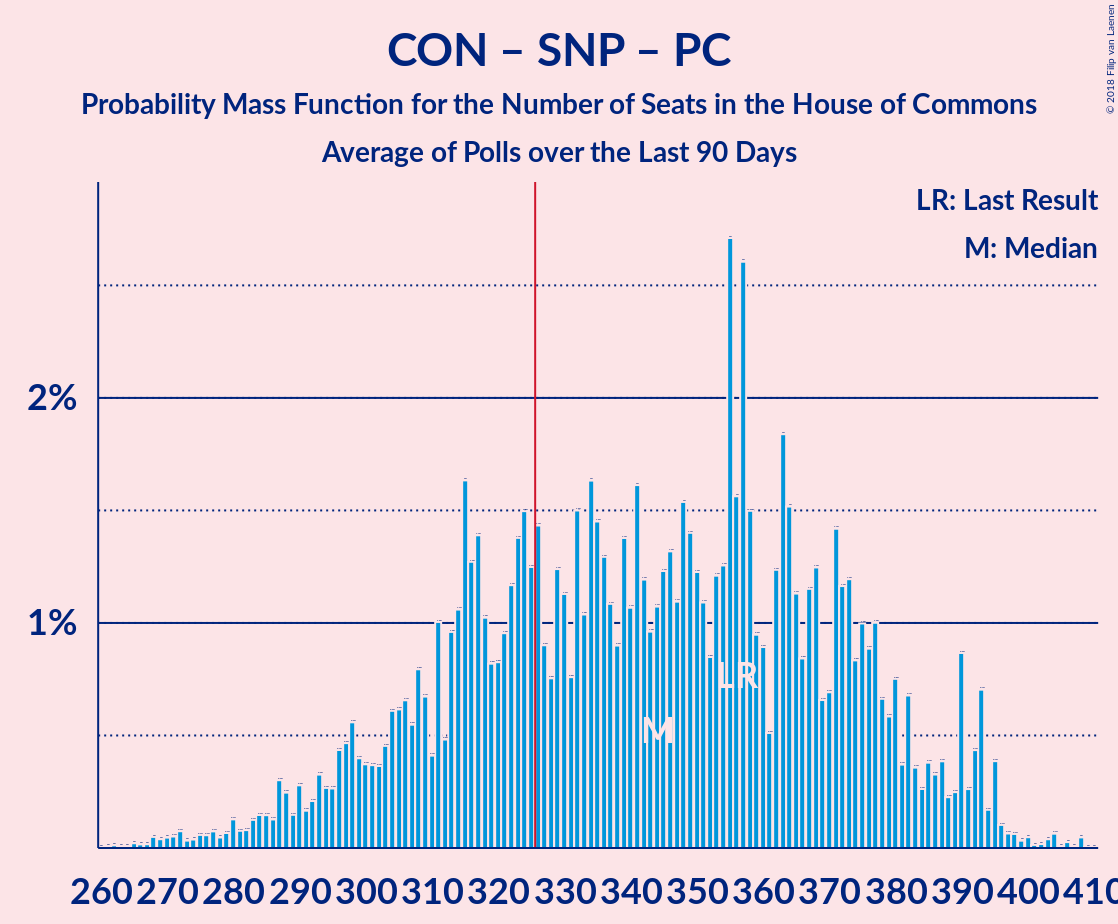 CON – SNP – PC
Probability Mass Function for the Number of Seats in the House of Commons
Average of Polls over the Last 90 Days
© 2018 Filip van Laenen
LR: Last Result
M: Median
2%
1%
LR
M
260 270 280 290 300 310 320 330 340 350 360 370 380 390 400 410